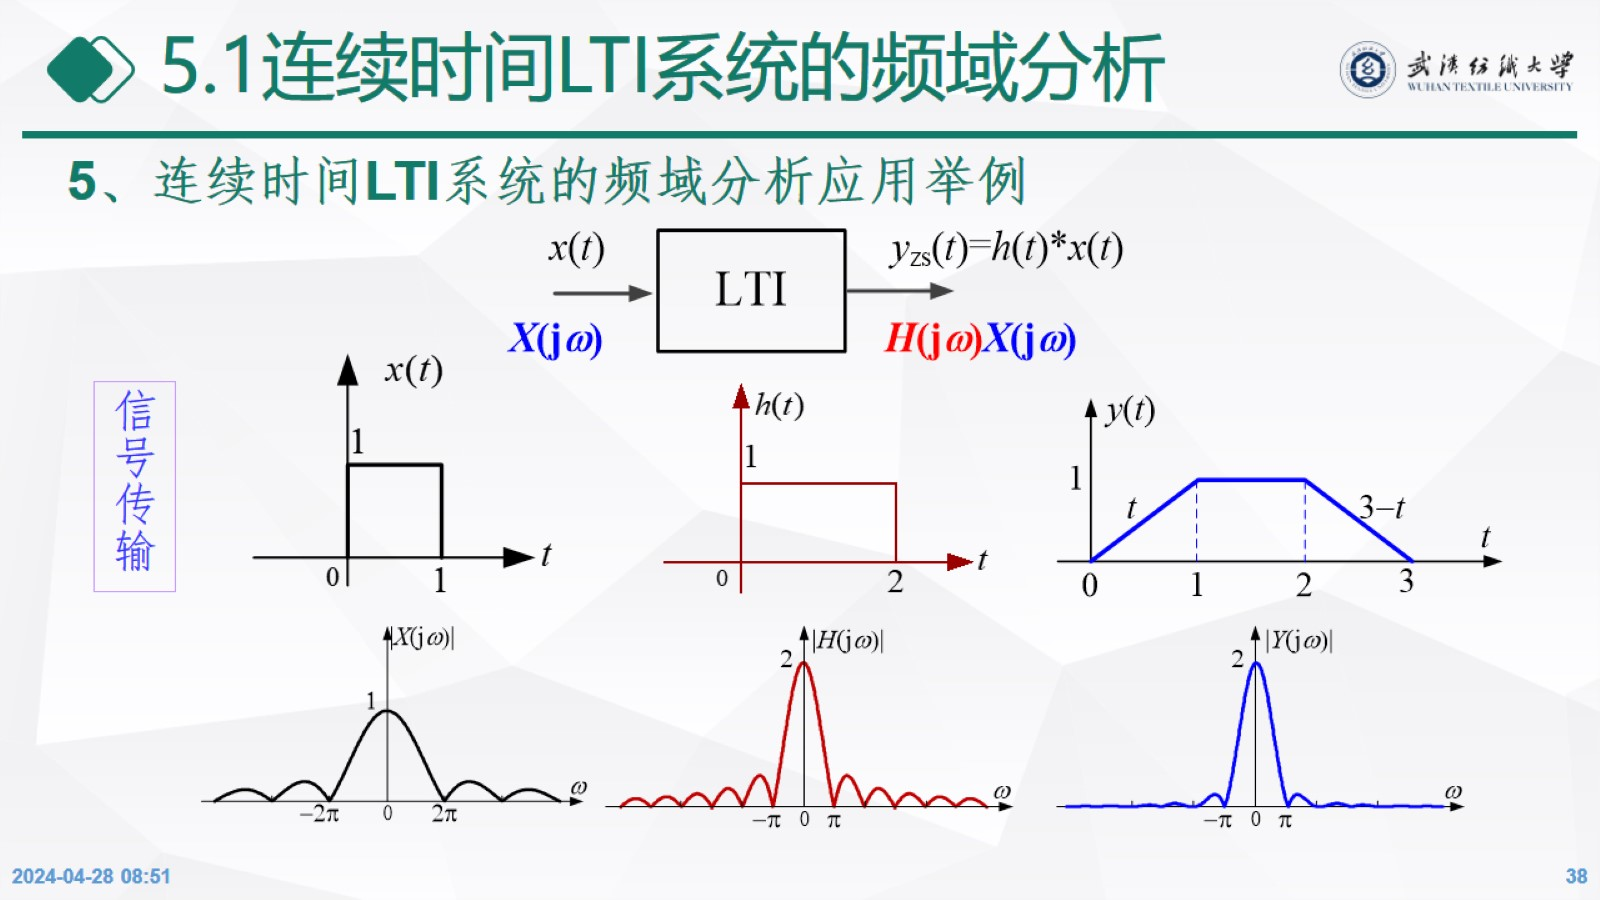 5.1连续时间LTI系统的频域分析
武汉纺织大学
WUHAN TEXTILE UNIVERSITY
5、连续时间LTI系统的频域分析应用举例
x(t)
LTI
yZS(t)=h(t)*x(t)
X(jω)
H(jω)X(jω)
信号传输
x(t)
1
0
1
t
h(t)
1
0
2
t
y(t)
1
t
3−t
t
0
1
2
3
|X(jω)|
1
ω
−2π
0
2π
|H(jω)|
2
ω
−π
0
π
|Y(jω)|
2
ω
−π
0
π
2024-04-28 08:51
38